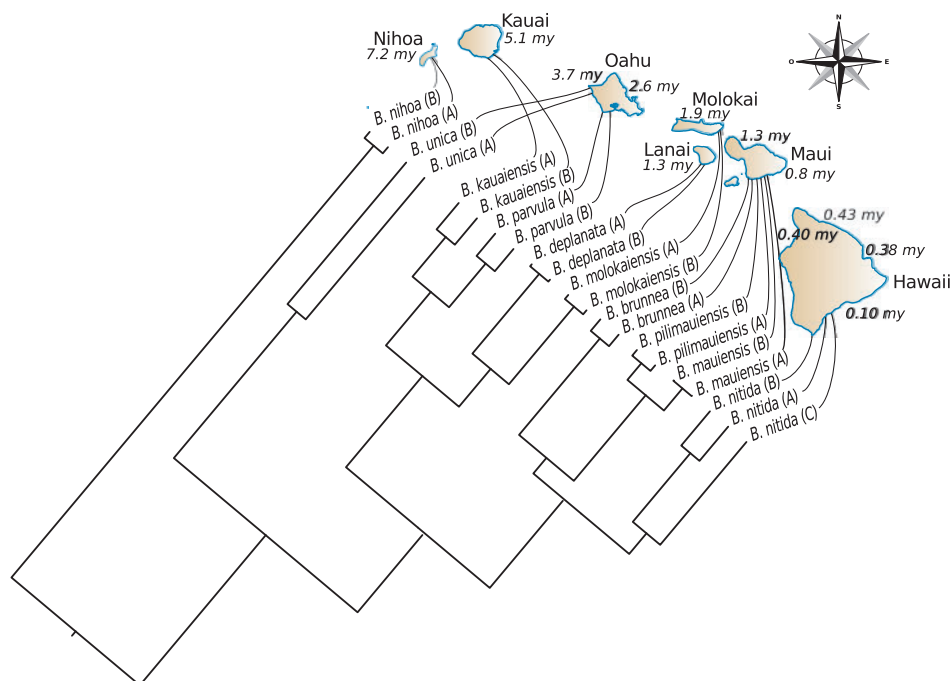 N
O
E
S
Nihoa
7.2 my
Kauai
5.1 my
Oahu
3.7 my
2.6 my
Molokai
1.9 my
Lanai
1.3 my
1.3 my
Maui
0.8 my
0.43 my
0.40 my
0.38 my
Hawaii
0.10 my
B. nihoa (B)
B. nihoa (A)
B. unica (B)
B. unica (A)
B. kauaiensis (A)
B. kauaiensis (B)
B. parvula (A)
B. parvula (B)
B. deplanata (A)
B. deplanata (B)
B. molokaiensis (A)
B. molokaiensis (B)
B. brunnea (B)
B. brunnea (A)
B. pilimauiensis (B)
B. pilimauiensis (A)
B. mauiensis (B)
B. mauiensis (A)
B. nitida (B)
B. nitida (A)
B. nitida (C)